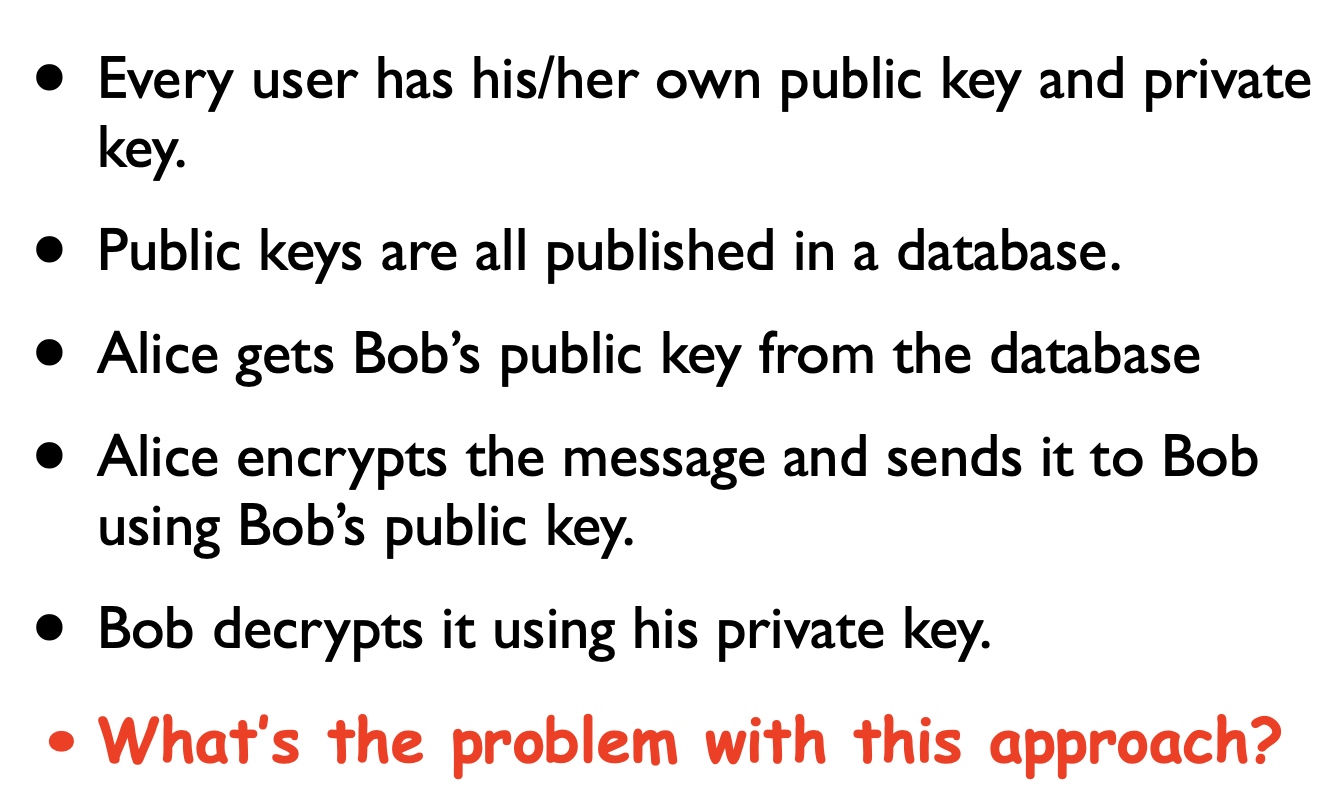 • Every user has his/her own public key and private
key.
• Public keys are all published in a database.
• Alice gets Bob’s public key from the database
• Alice encrypts the message and sends it to Bob
using Bob’s public key.
• Bob decrypts it using his private key.
• What’s the problem with this approach?